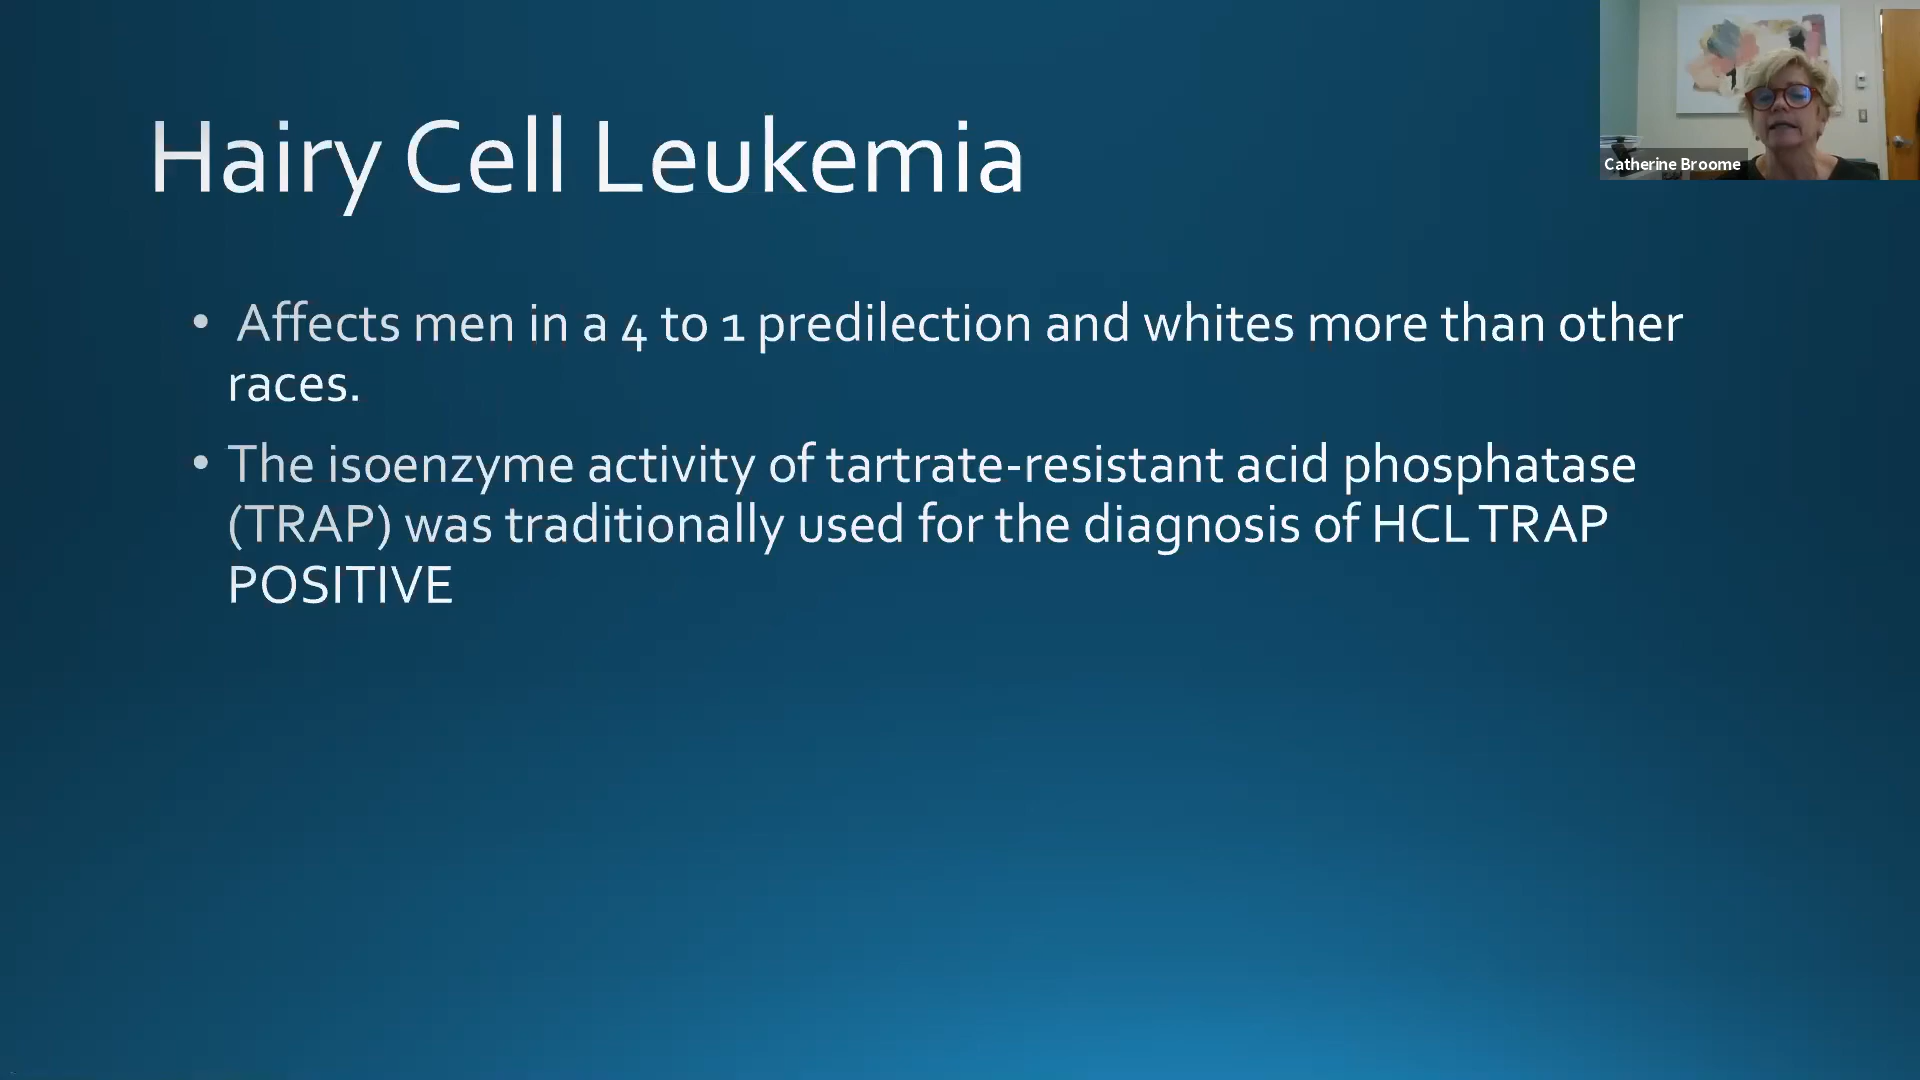 Hairy Cell Leukemia
Catherine Broome
• Affects men in a 4 to 1 predilection and whites more than other
races.
• The isoenzyme activity of tartrate-resistant acid phosphatase
(TRAP) was traditionally used for the diagnosis of HCL TRAP
POSITIVE